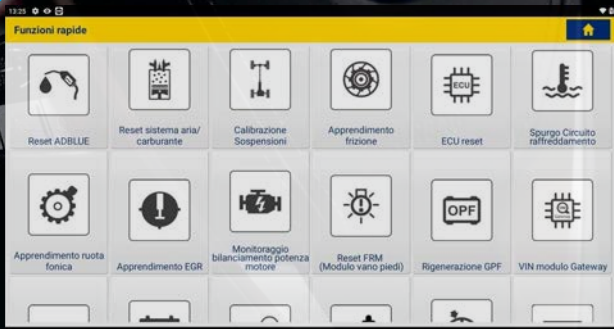 13:25
Funzioni rapide
Reset ADBLUE
Reset sistema aria/
carburante
Calibrazione
Sospensioni
Apprendimento
frizione
ECU
ECU reset
Spurgo Circuito
raffreddamento
Apprendimento ruota
fonica
Apprendimento EGR
Monitoraggio
bilanciamento potenza
motore
Reset FRM
(Modulo vano piedi)
OPF
Rigenerazione GPF
VIN modulo Gateway